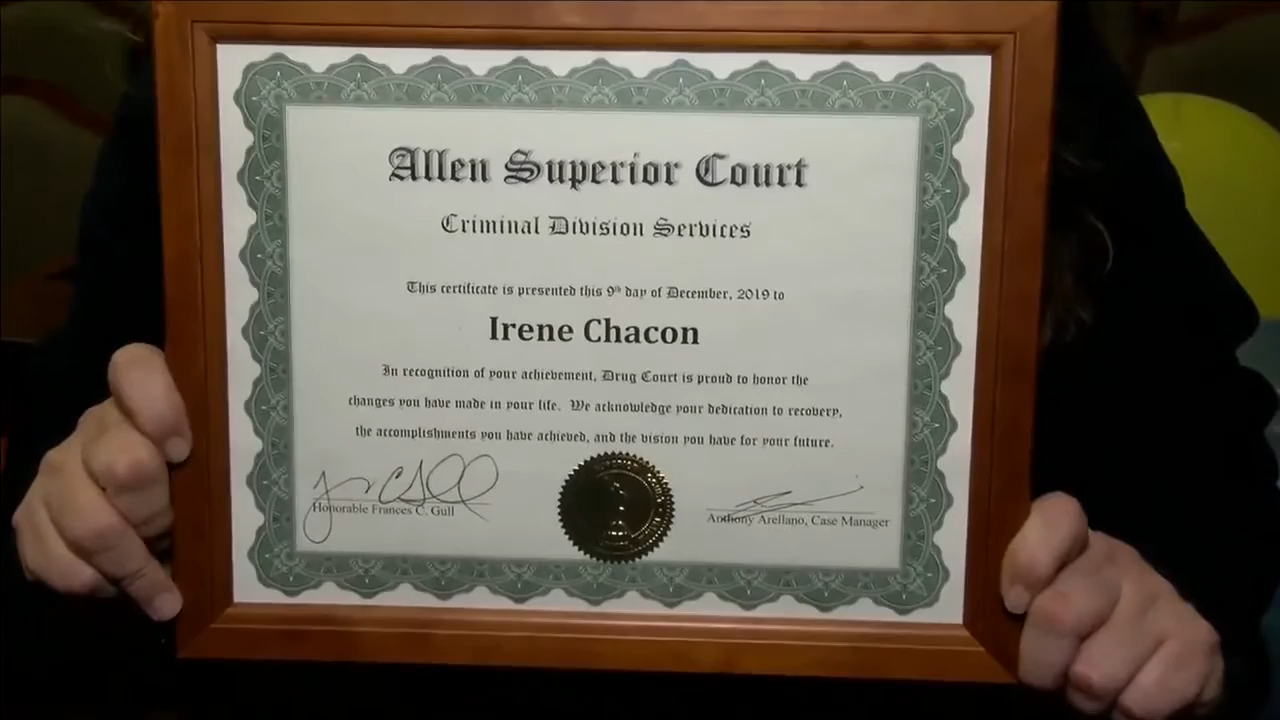 Allen Superior Court
Criminal Division Services
This certificate is presented this 9th day of December, 2019 to
Irene Chacon
In recognition of your achievement, Drug Court is proud to honor the
changes you have made in your life. We acknowledge your dedication to recovery,
the accomplishments you have achieved, and the vision you have for your future.
Honorable Frances C. Gull
Anthony Arellano, Case Manager